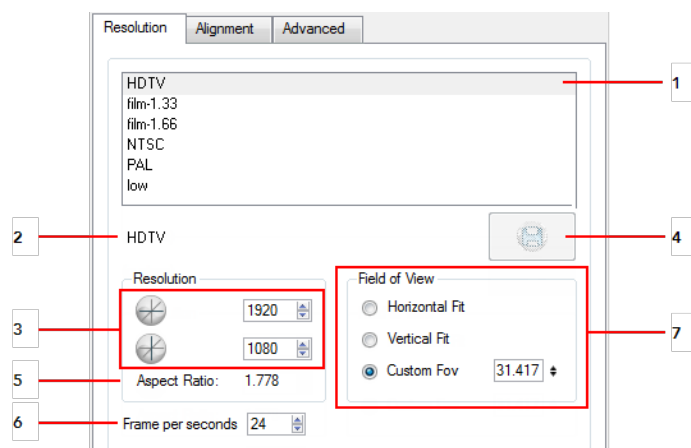 Resolution Alignment Advanced
HDTV
1
film-1.33
film-1.66
NTSC
PAL
low
2 HDTV 4
Resolution Field of View
1920 Horizontal Fit
3 Vertical Fit 7
1080
5 Aspect Ratio: 1.778 Custom Fov 31.417
6 Frame per seconds 24